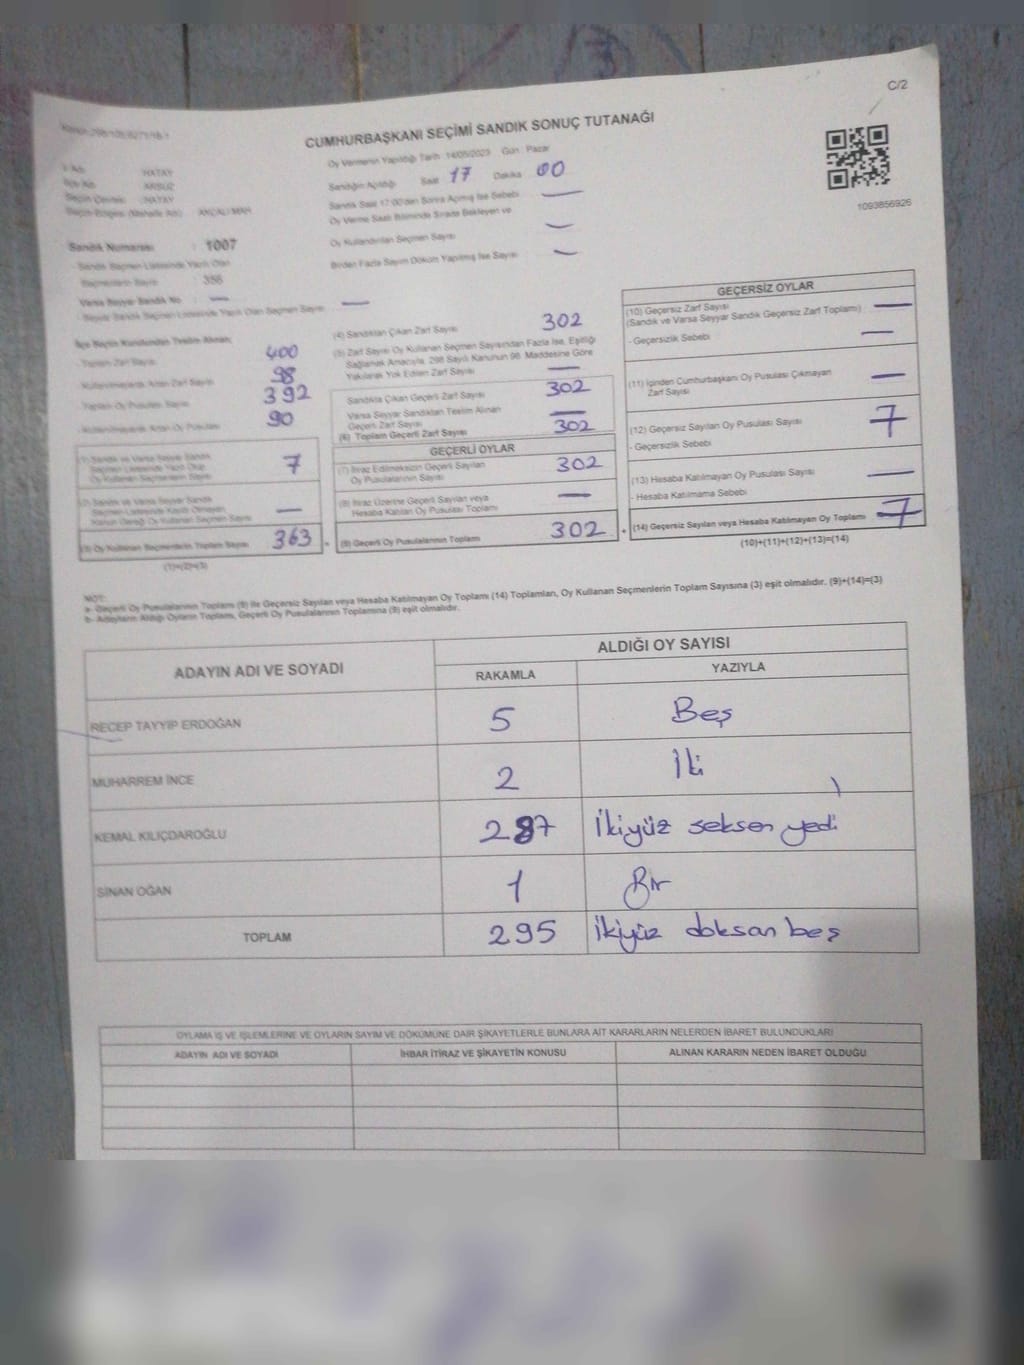 C/2
CUMHURBAŞKANI SEÇİMİ SANDIK SONUÇ TUTANAĞI
Oy Vermenin Yapıldığı Tarih 14/05/2023 Gün : Pazar
Sandığın Açıldığı Saat 17 Dakika 00
Sandık Saat 17:00'den Sonra Açılmış İse Sebebi —
Oy Verme Saati Bitiminde Sırada Bekleyen ve
Oy Kullandırılan Seçmen Sayısı —
Birden Fazla Sayım Döküm Yapılmış İse Sayısı —
1093856926
HATAY
ARSUZ
HATAY
Sandık Numarası : 1007
- Sandık Seçmen Listesinde Yazılı Olan
Seçmenlerin Sayısı : 356
Varsa Seyyar Sandık No : —
- Seyyar Sandık Seçmen Listesinde Yazılı Olan Seçmen Sayısı —
İlçe Seçim Kurulundan Teslim Alınan;
- Toplam Zarf Sayısı 400
- Kullanılmayarak Artan Zarf Sayısı 98
- Toplam Oy Pusulası Sayısı 392
- Kullanılmayarak Artan Oy Pusulası 90
(1) Sandık ve Varsa Seyyar Sandık
Seçmen Listesinde Yazılı Olup
Oy Kullanan Seçmenlerin Sayısı 7
(2) Sandık ve Varsa Seyyar Sandık
Seçmen Listesinde Kayıtlı Olmayan,
Kanun Gereği Oy Kullanan Seçmen Sayısı —
(3) Oy Kullanan Seçmenlerin Toplam Sayısı 363
(1)+(2)=(3)
(4) Sandıktan Çıkan Zarf Sayısı 302
(5) Zarf Sayısı Oy Kullanan Seçmen Sayısından Fazla İse, Eşitliği
Sağlamak Amacıyla, 298 Sayılı Kanunun 98. Maddesine Göre
Yakılarak Yok Edilen Zarf Sayısı —
Sandıkta Çıkan Geçerli Zarf Sayısı 302
Varsa Seyyar Sandıktan Teslim Alınan
Geçerli Zarf Sayısı —
(6) Toplam Geçerli Zarf Sayısı 302
GEÇERLİ OYLAR
(7) İtiraz Edilmeksizin Geçerli Sayılan
Oy Pusulalarının Sayısı 302
(8) İtiraz Üzerine Geçerli Sayılan veya
Hesaba Katılan Oy Pusulası Toplamı —
(9) Geçerli Oy Pusulalarının Toplamı 302
GEÇERSİZ OYLAR
(10) Geçersiz Zarf Sayısı
(Sandık ve Varsa Seyyar Sandık Geçersiz Zarf Toplamı) —
- Geçersizlik Sebebi —
(11) İçinden Cumhurbaşkanı Oy Pusulası Çıkmayan
Zarf Sayısı —
(12) Geçersiz Sayılan Oy Pusulası Sayısı 7
- Geçersizlik Sebebi
(13) Hesaba Katılmayan Oy Pusulası Sayısı —
- Hesaba Katılmama Sebebi
(14) Geçersiz Sayılan veya Hesaba Katılmayan Oy Toplamı 7
(10)+(11)+(12)+(13)=(14)
NOT:
a- Geçerli Oy Pusulalarının Toplamı (9) ile Geçersiz Sayılan veya Hesaba Katılmayan Oy Toplamı (14) Toplamları, Oy Kullanan Seçmenlerin Toplam Sayısına (3) eşit olmalıdır. (9)+(14)=(3)
b- Adayların Aldığı Oyların Toplamı, Geçerli Oy Pusulalarının Toplamına (9) eşit olmalıdır.
ADAYIN ADI VE SOYADI ALDIĞI OY SAYISI
RAKAMLA YAZIYLA
RECEP TAYYİP ERDOĞAN 5 Beş
MUHARREM İNCE 2 İki
KEMAL KILIÇDAROĞLU 287 İkiyüz seksen yedi
SİNAN OĞAN 1 Bir
TOPLAM 295 İkiyüz doksan beş
OYLAMA İŞ VE İŞLEMLERİNE VE OYLARIN SAYIM VE DÖKÜMÜNE DAİR ŞİKAYETLERLE BUNLARA AİT KARARLARIN NELERDEN İBARET BULUNDUKLARI
ADAYIN ADI VE SOYADI İHBAR İTİRAZ VE ŞİKAYETİN KONUSU ALINAN KARARIN NEDEN İBARET OLDUĞU